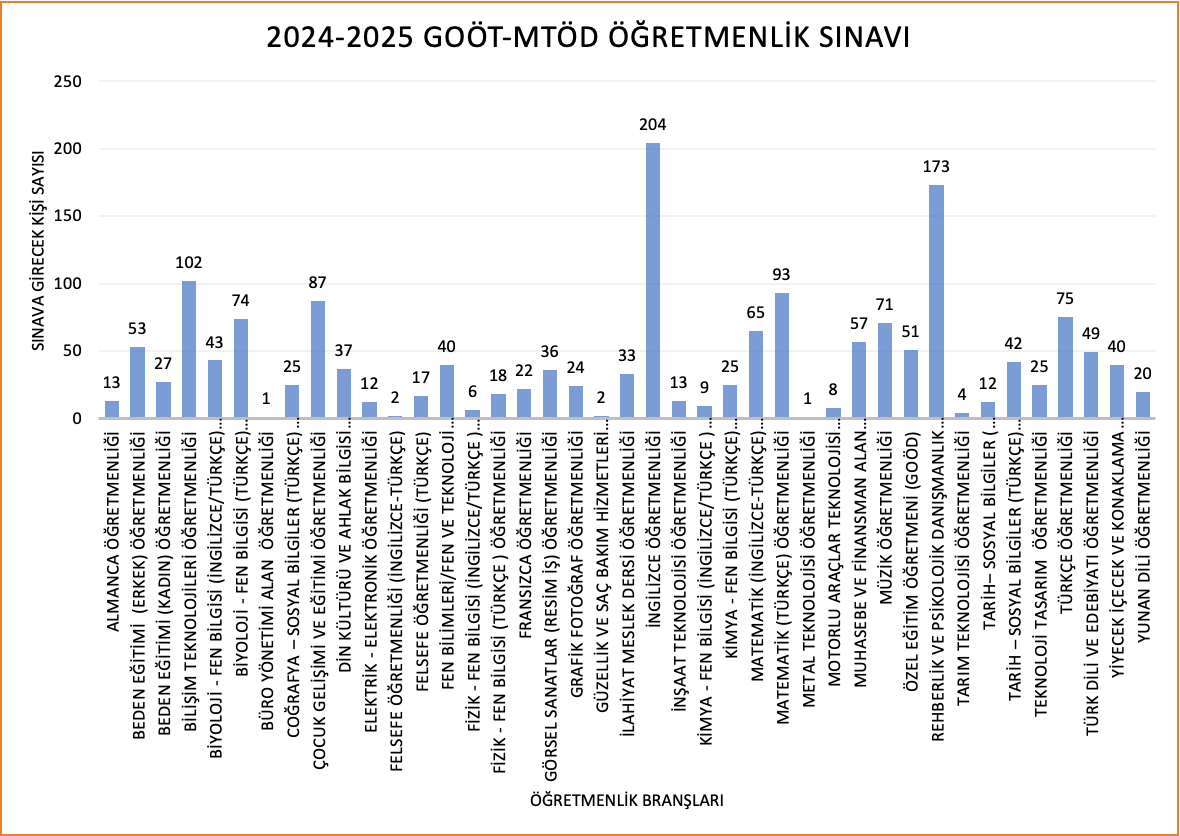 2024-2025 GOÖT-MTÖD ÖĞRETMENLİK SINAVI
SINAVA GİRECEK KİŞİ SAYISI
250
200
150
100
50
0
13
53
27
102
43
74
1
25
87
37
12
2
17
40
6
18
22
36
24
2
33
204
13
9
25
65
93
1
8
57
71
51
173
4
12
42
25
75
49
40
20
ALMANCA ÖĞRETMENLİĞİ
BEDEN EĞİTİMİ (ERKEK) ÖĞRETMENLİĞİ
BEDEN EĞİTİMİ (KADIN) ÖĞRETMENLİĞİ
BİLİŞİM TEKNOLOJİLERİ ÖĞRETMENLİĞİ
BİYOLOJİ - FEN BİLGİSİ (İNGİLİZCE/TÜRKÇE)…
BİYOLOJİ - FEN BİLGİSİ (TÜRKÇE)…
BÜRO YÖNETİMİ ALAN ÖĞRETMENLİĞİ
COĞRAFYA – SOSYAL BİLGİLER (TÜRKÇE)…
ÇOCUK GELİŞİMİ VE EĞİTİMİ ÖĞRETMENLİĞİ
DİN KÜLTÜRÜ VE AHLAK BİLGİSİ…
ELEKTRİK - ELEKTRONİK ÖĞRETMENLİĞİ
FELSEFE ÖĞRETMENLİĞİ (İNGİLİZCE-TÜRKÇE)
FELSEFE ÖĞRETMENLİĞİ (TÜRKÇE)
FEN BİLİMLERİ/FEN VE TEKNOLOJİ…
FİZİK - FEN BİLGİSİ (İNGİLİZCE/TÜRKÇE )…
FİZİK - FEN BİLGİSİ (TÜRKÇE ) ÖĞRETMENLİĞİ
FRANSIZCA ÖĞRETMENLİĞİ
GÖRSEL SANATLAR (RESİM İŞ) ÖĞRETMENLİĞİ
GRAFİK FOTOĞRAF ÖĞRETMENLİĞİ
GÜZELLİK VE SAÇ BAKIM HİZMETLERİ…
İLAHİYAT MESLEK DERSİ ÖĞRETMENLİĞİ
İNGİLİZCE ÖĞRETMENLİĞİ
İNŞAAT TEKNOLOJİSİ ÖĞRETMENLİĞİ
KİMYA - FEN BİLGİSİ (İNGİLİZCE/TÜRKÇE )…
KİMYA - FEN BİLGİSİ (TÜRKÇE)…
MATEMATİK (İNGİLİZCE-TÜRKÇE)…
MATEMATİK (TÜRKÇE) ÖĞRETMENLİĞİ
METAL TEKNOLOJİSİ ÖĞRETMENLİĞİ
MOTORLU ARAÇLAR TEKNOLOJİSİ…
MUHASEBE VE FİNANSMAN ALAN…
MÜZİK ÖĞRETMENLİĞİ
ÖZEL EĞİTİM ÖĞRETMENİ (GOÖD)
REHBERLİK VE PSİKOLOJİK DANIŞMANLIK…
TARIM TEKNOLOJİSİ ÖĞRETMENLİĞİ
TARİH– SOSYAL BİLGİLER (…
TARİH – SOSYAL BİLGİLER (TÜRKÇE)…
TEKNOLOJİ TASARIM ÖĞRETMENLİĞİ
TÜRKÇE ÖĞRETMENLİĞİ
TÜRK DİLİ VE EDEBİYATI ÖĞRETMENLİĞİ
YİYECEK İÇECEK VE KONAKLAMA…
YUNAN DİLİ ÖĞRETMENLİĞİ
ÖĞRETMENLİK BRANŞLARI